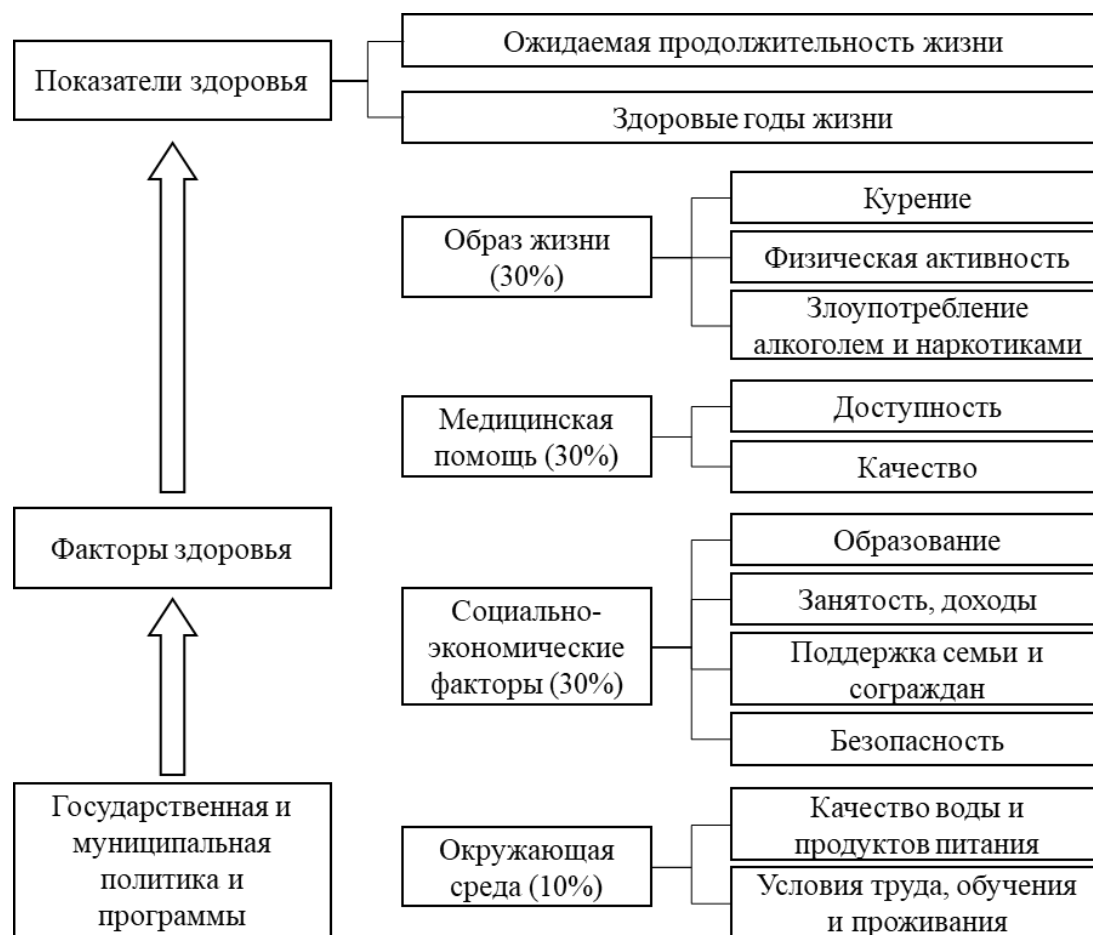 Показатели здоровья
Ожидаемая продолжительность жизни
Здоровые годы жизни
Образ жизни
(30%)
Курение
Физическая активность
Злоупотребление
алкоголем и наркотиками
Медицинская
помощь (30%)
Доступность
Качество
Факторы здоровья
Социально-
экономические
факторы (30%)
Образование
Занятость, доходы
Поддержка семьи и
сограждан
Безопасность
Государственная и
муниципальная
политика и
программы
Окружающая
среда (10%)
Качество воды и
продуктов питания
Условия труда, обучения
и проживания